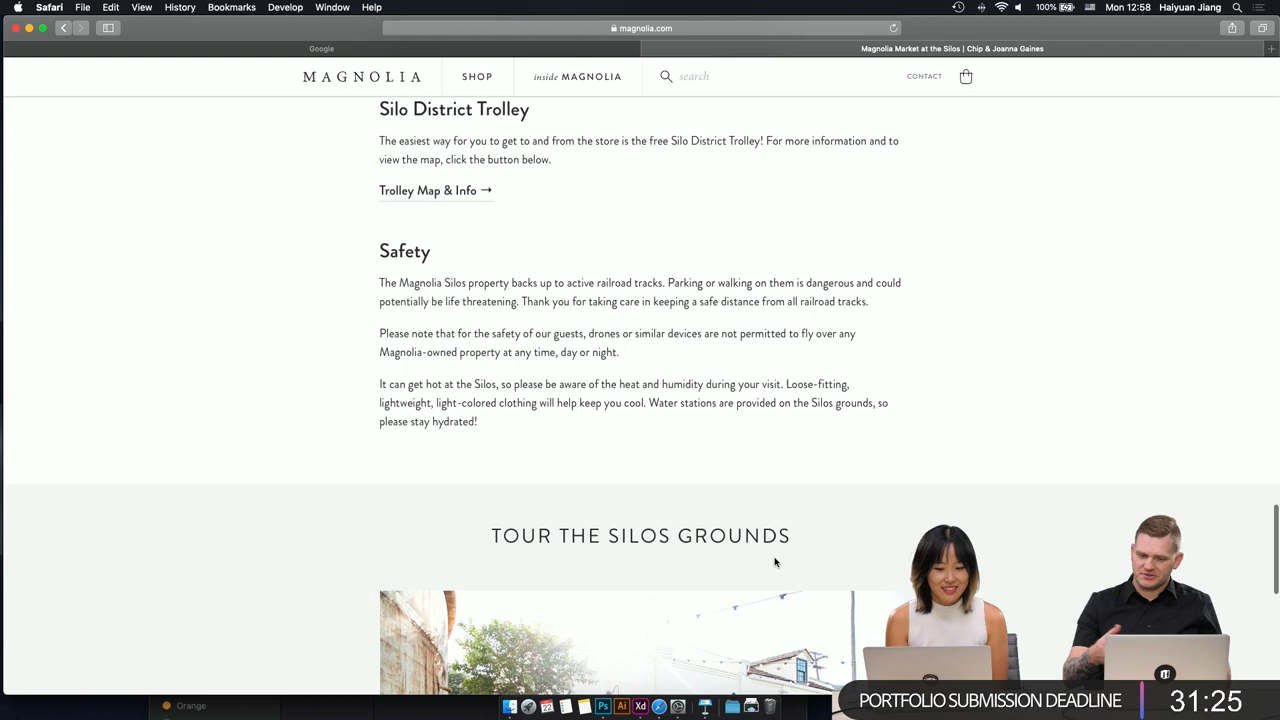 Safari File Edit View History Bookmarks Develop Window Help 100% Mon 12:58 Haiyuan Jiang
magnolia.com
Google Magnolia Market at the Silos | Chip & Joanna Gaines
MAGNOLIA SHOP inside MAGNOLIA search CONTACT
Silo District Trolley
The easiest way for you to get to and from the store is the free Silo District Trolley! For more information and to
view the map, click the button below.
Trolley Map & Info →
Safety
The Magnolia Silos property backs up to active railroad tracks. Parking or walking on them is dangerous and could
potentially be life threatening. Thank you for taking care in keeping a safe distance from all railroad tracks.
Please note that for the safety of our guests, drones or similar devices are not permitted to fly over any
Magnolia-owned property at any time, day or night.
It can get hot at the Silos, so please be aware of the heat and humidity during your visit. Loose-fitting,
lightweight, light-colored clothing will help keep you cool. Water stations are provided on the Silos grounds, so
please stay hydrated!
TOUR THE SILOS GROUNDS
Orange
Ps Ai Xd
PORTFOLIO SUBMISSION DEADLINE 31:25